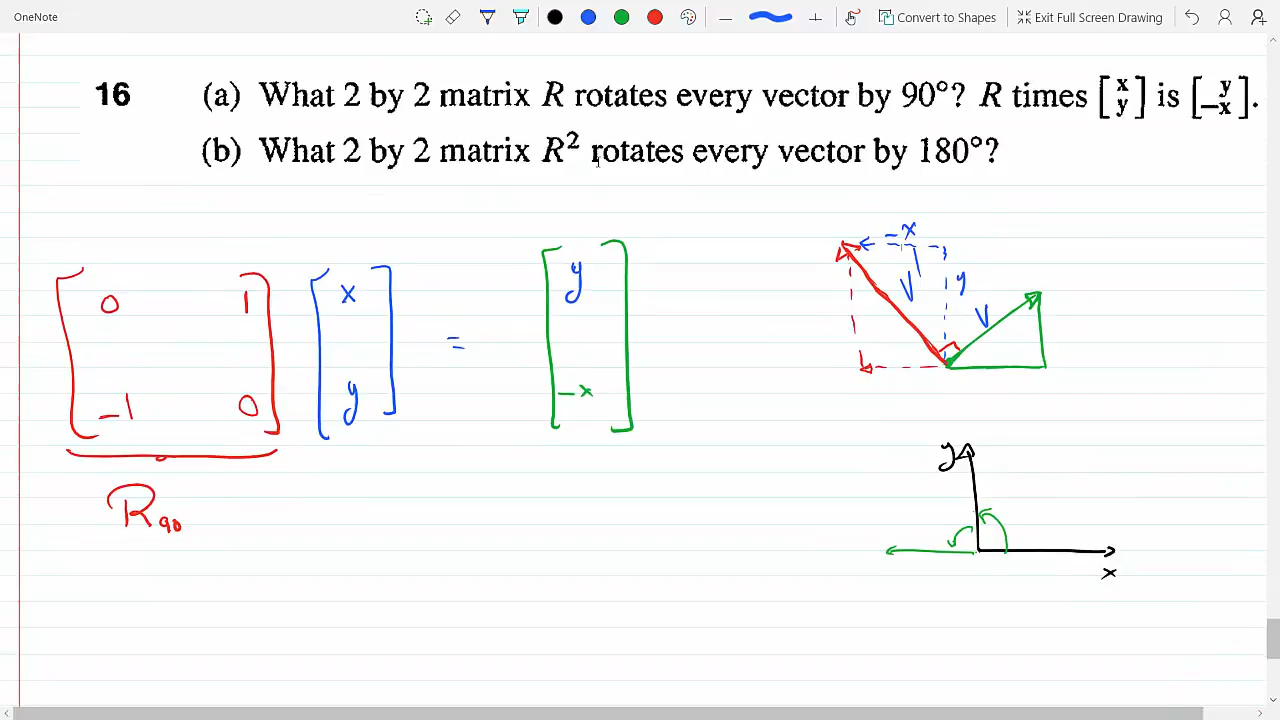 OneNote
Convert to Shapes
Exit Full Screen Drawing
16 (a) What 2 by 2 matrix R rotates every vector by 90°? R times [x y] is [y −x].
(b) What 2 by 2 matrix R² rotates every vector by 180°?
[0 1] [x] = [y]
[−1 0] [y] [−x]
R₉₀
−x
y
V
V
y
x